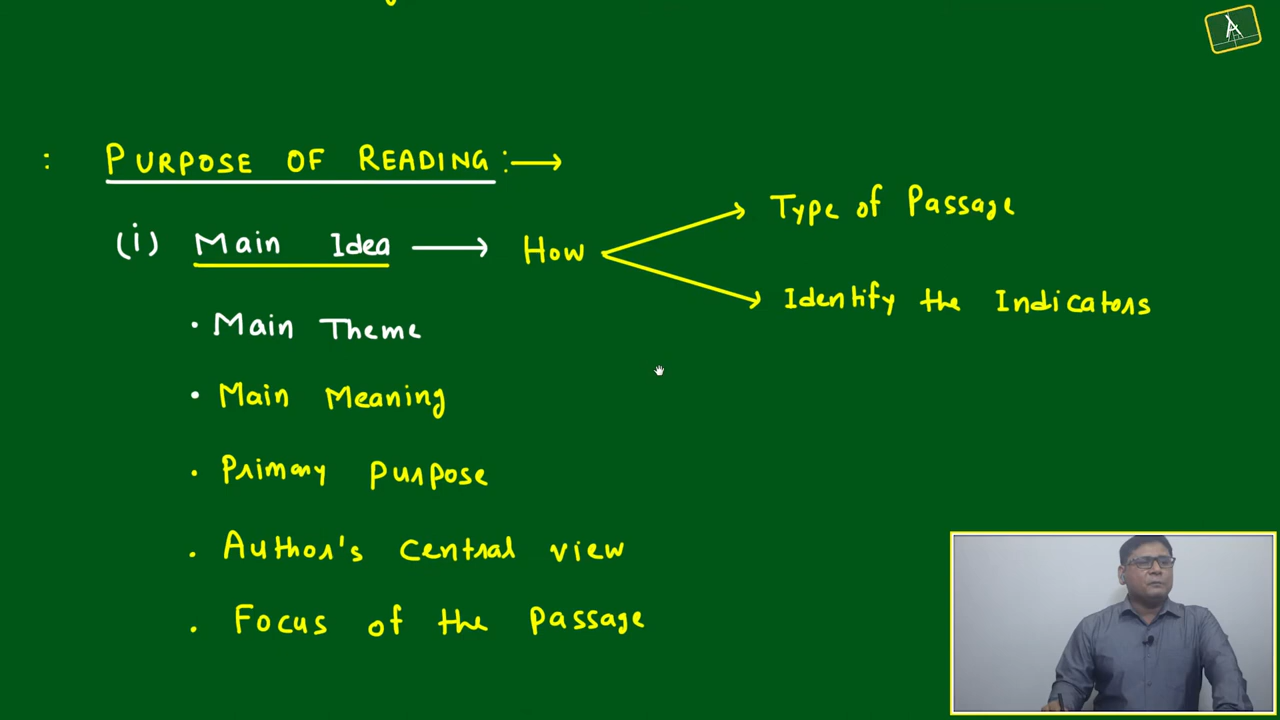 : PURPOSE OF READING :→
(i) Main Idea → How
Type of Passage
Identify the Indicators
• Main Theme
• Main Meaning
• Primary purpose
• Author's central view
• Focus of the passage
A